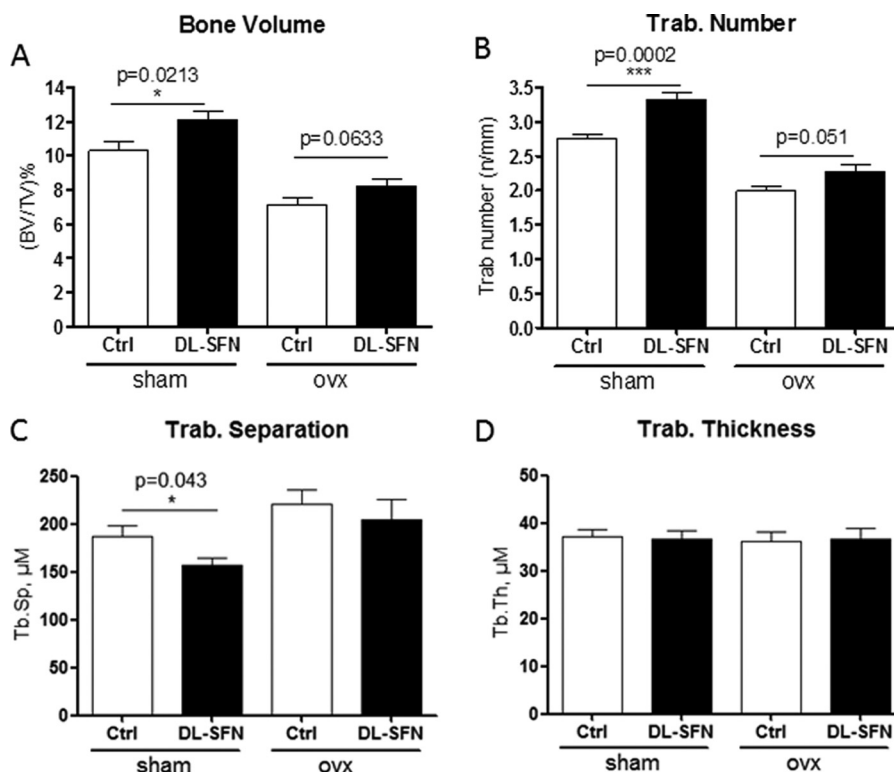 A
Bone Volume
p=0.0213
*
p=0.0633
(BV/TV)%
14
12
10
8
6
4
2
0
Ctrl DL-SFN Ctrl DL-SFN
sham ovx
B
Trab. Number
p=0.0002
***
p=0.051
Trab number (n/mm)
3.5
3.0
2.5
2.0
1.5
1.0
0.5
0.0
Ctrl DL-SFN Ctrl DL-SFN
sham ovx
C
Trab. Separation
p=0.043
*
Tb.Sp, µM
250
200
150
100
50
0
Ctrl DL-SFN Ctrl DL-SFN
sham ovx
D
Trab. Thickness
Tb.Th, µM
50
40
30
20
10
0
Ctrl DL-SFN Ctrl DL-SFN
sham ovx